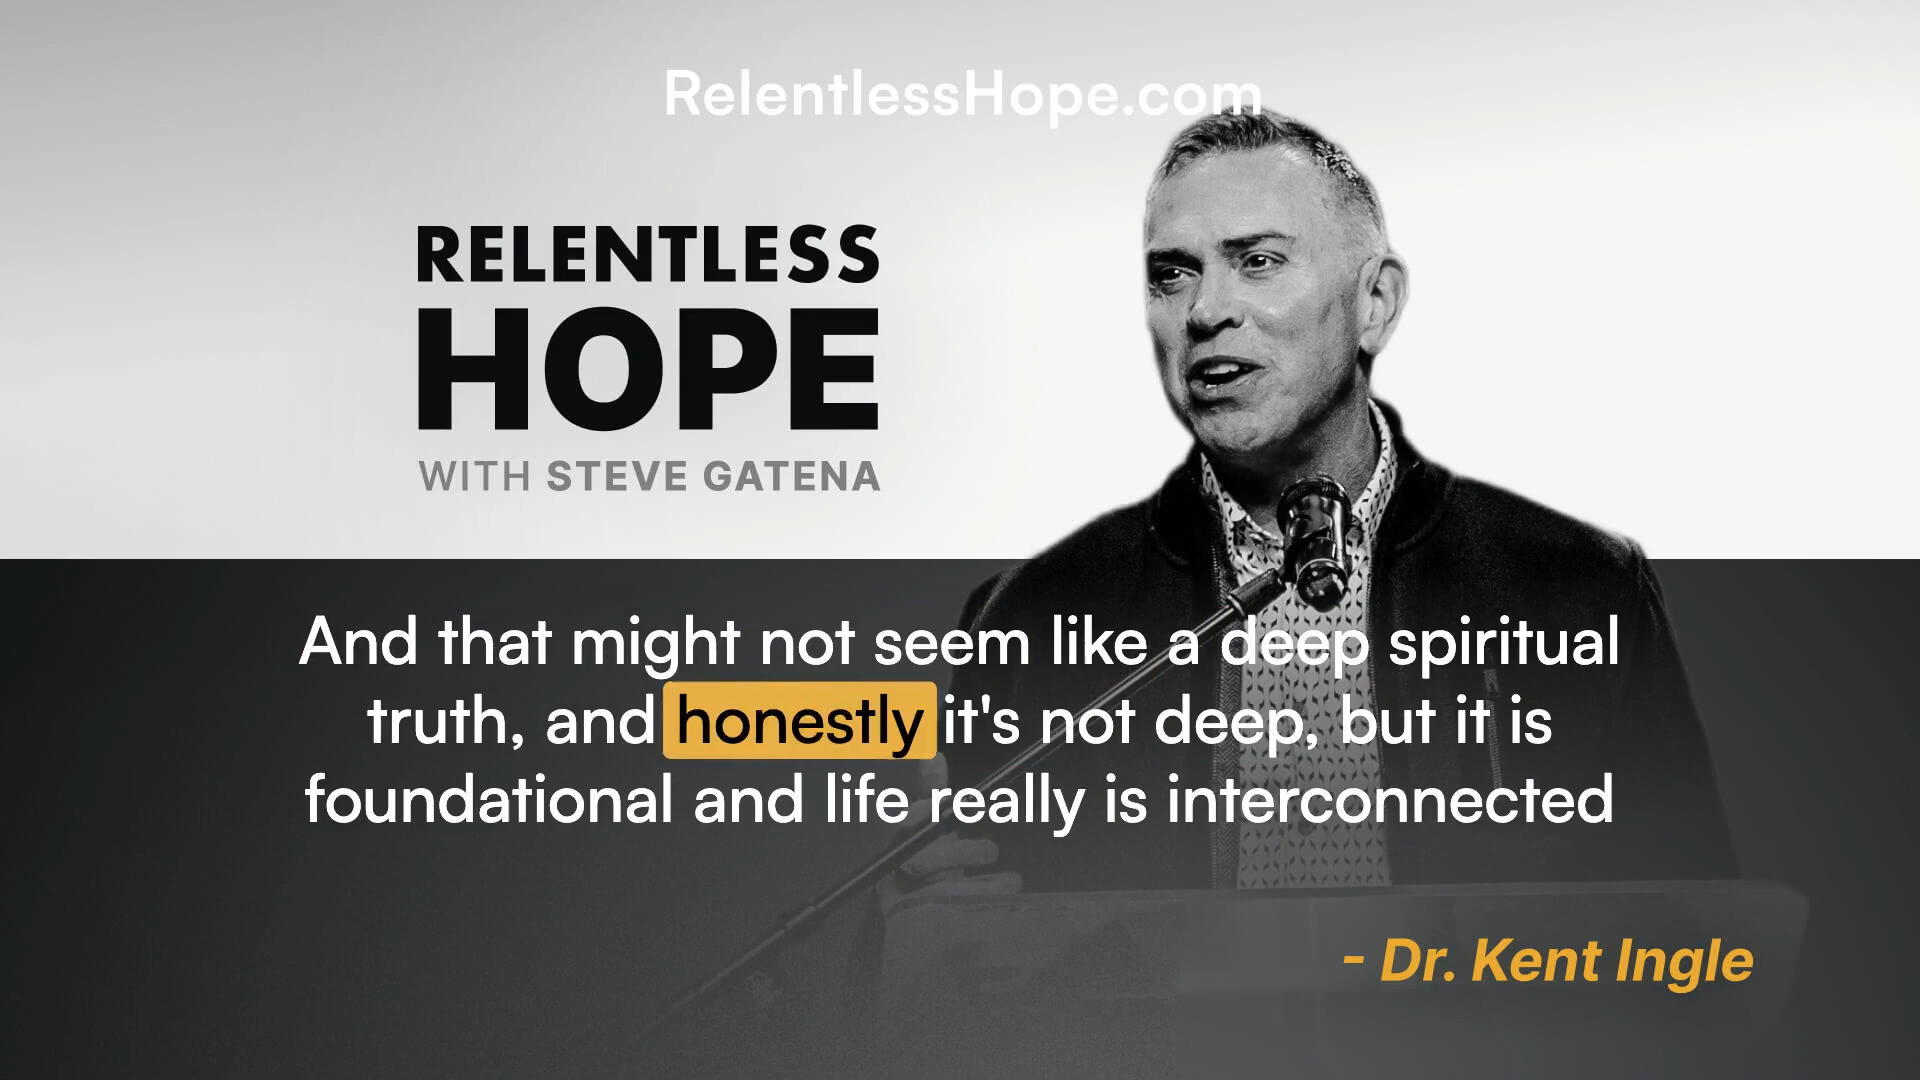 RelentlessHope.com
RELENTLESS
HOPE
WITH STEVE GATENA
And that might not seem like a deep spiritual
truth, and honestly it's not deep, but it is
foundational and life really is interconnected
- Dr. Kent Ingle